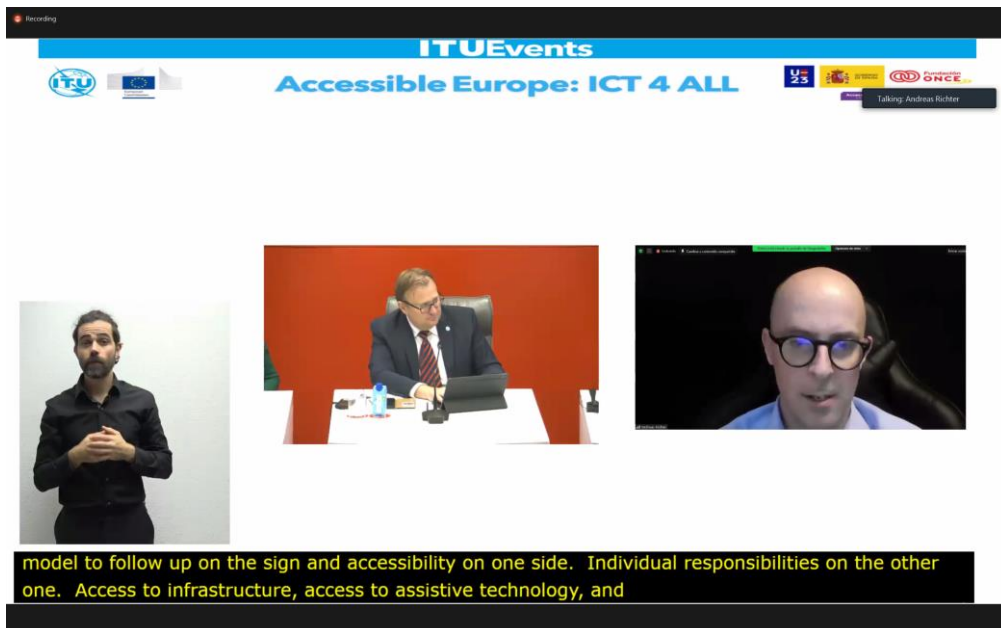 Recording
ITUEvents
ITU
Accessible Europe: ICT 4 ALL
Fundación
ONCE
Talking: Andreas Richter
model to follow up on the sign and accessibility on one side. Individual responsibilities on the other
one. Access to infrastructure, access to assistive technology, and